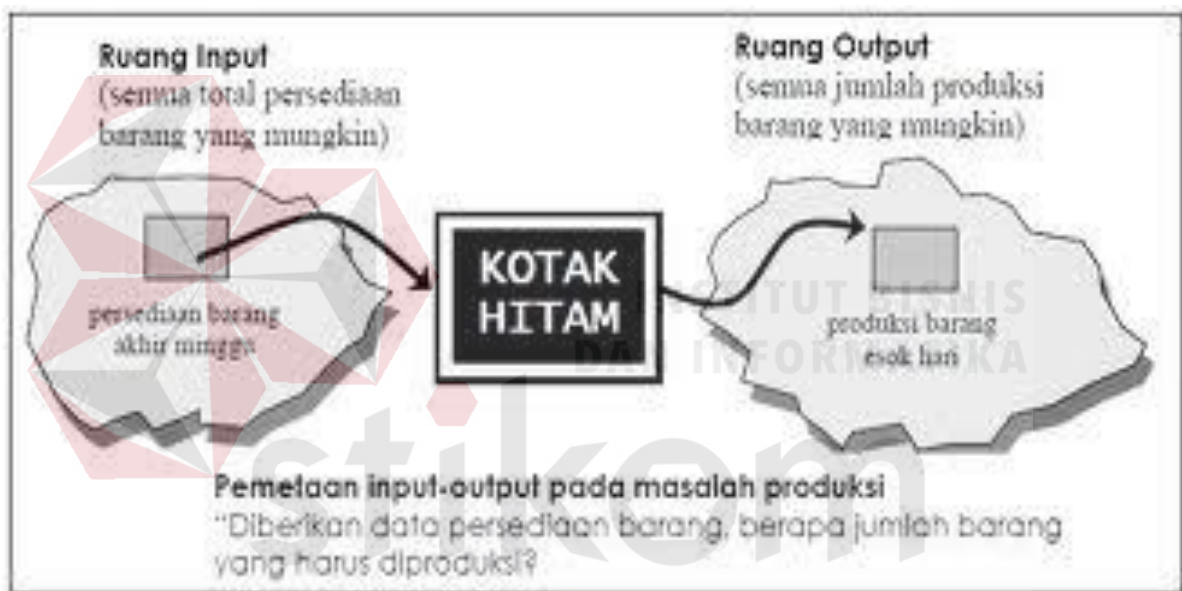 Ruang Input
(semua total persediaan
barang yang mungkin)
Ruang Output
(semua jumlah produksi
barang yang mungkin)
persediaan barang
akhir minggu
KOTAK
HITAM
produksi barang
esok hari
INSTITUT BISNIS
DAN INFORMATIKA
stikom
Pemetaan input-output pada masalah produksi
“Diberikan data persediaan barang, berapa jumlah barang
yang harus diproduksi?